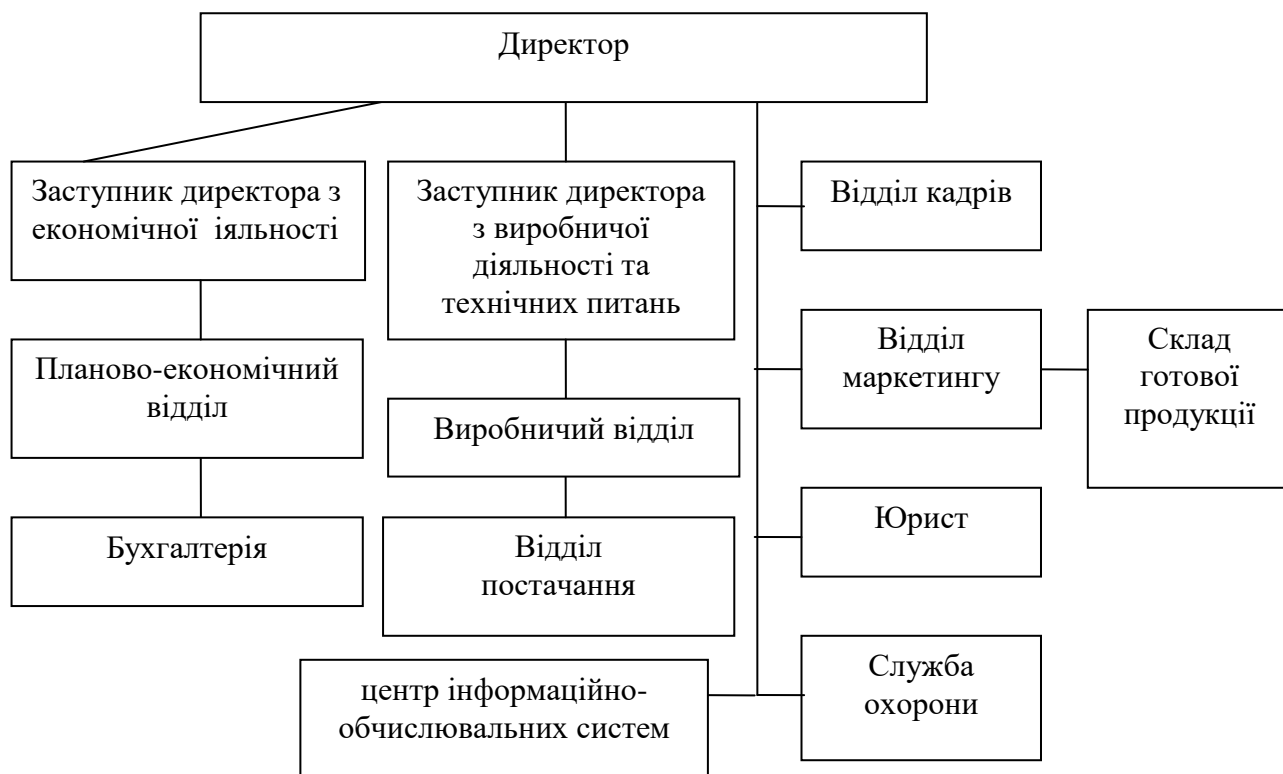 Директор
Заступник директора з
економічної іяльності
Заступник директора
з виробничої
діяльності та
технічних питань
Відділ кадрів
Планово-економічний
відділ
Виробничий відділ
Відділ
маркетингу
Склад
готової
продукції
Бухгалтерія
Відділ
постачання
Юрист
центр інформаційно-
обчислювальних систем
Служба
охорони